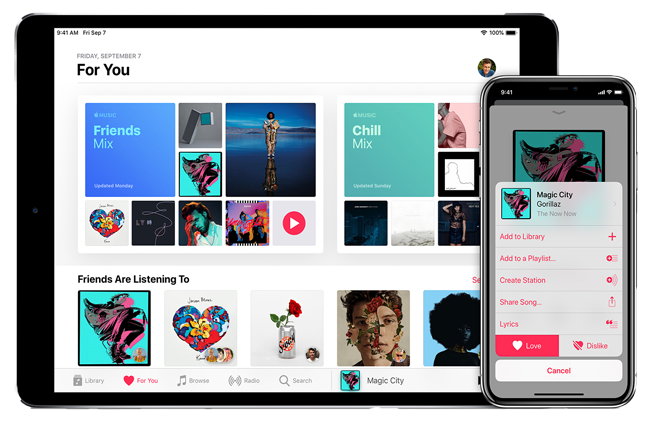 9:41 AM Fri Sep 7
100%
FRIDAY, SEPTEMBER 7
For You
MUSIC
Friends
Mix
Updated Monday
MUSIC
Chill
Mix
Updated Sunday
Friends Are Listening To
Library
For You
Browse
Radio
Search
Magic City
9:41
Magic City
Gorillaz
The Now Now
Add to Library
Add to a Playlist...
Create Station
Share Song...
Lyrics
Love
Dislike
Cancel